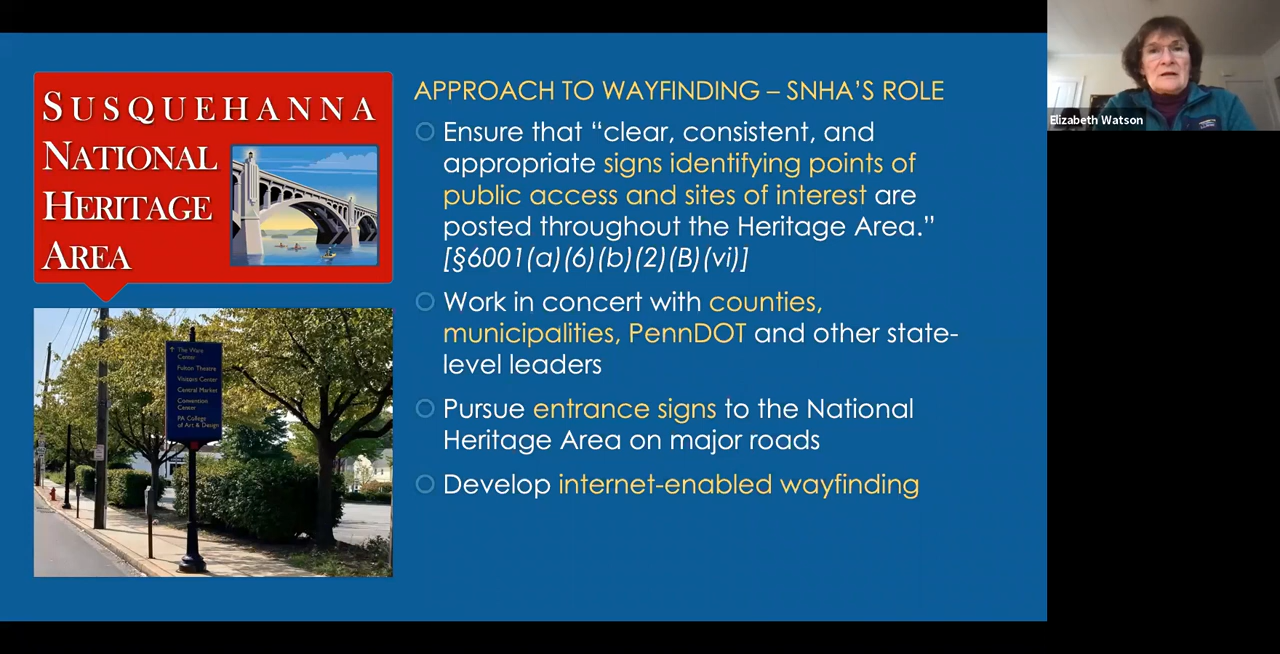 SUSQUEHANNA
NATIONAL
HERITAGE
AREA
APPROACH TO WAYFINDING – SNHA'S ROLE
Ensure that “clear, consistent, and
appropriate signs identifying points of
public access and sites of interest are
posted throughout the Heritage Area.”
[§6001(a)(6)(b)(2)(B)(vi)]
Work in concert with counties,
municipalities, PennDOT and other state-
level leaders
Pursue entrance signs to the National
Heritage Area on major roads
Develop internet-enabled wayfinding
The Ware
Center
Fulton Theatre
Visitors Center
Central Market
Convention
Center
PA College
of Art & Design
Elizabeth Watson